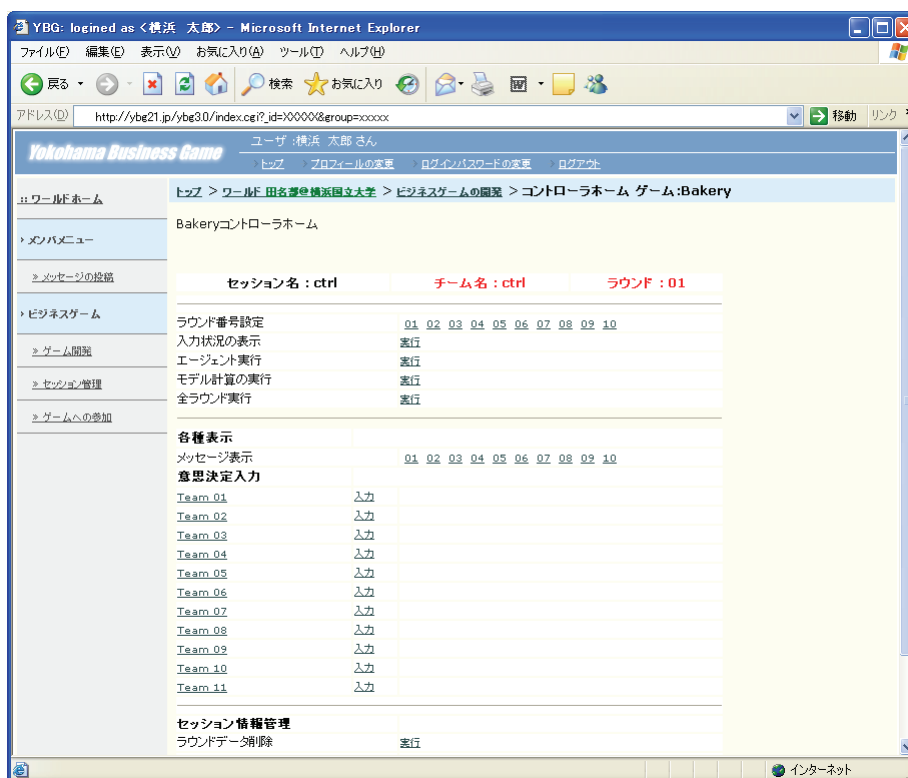 YBG: logined as <横浜 太郎> - Microsoft Internet Explorer
ファイル(F) 編集(E) 表示(V) お気に入り(A) ツール(T) ヘルプ(H)
戻る 検索 お気に入り
アドレス(D) http://ybg21.jp/ybg3.0/index.cgi?_id=XXXXX&group=xxxxx 移動 リンク
Yokohama Business Game
ユーザ :横浜 太郎 さん
トップ プロフィールの変更 ログインパスワードの変更 ログアウト
:: ワールドホーム
トップ > ワールド 田名部@横浜国立大学 > ビジネスゲームの開発 > コントローラホーム ゲーム:Bakery
Bakeryコントローラホーム
› メンバメニュー
» メッセージの投稿
› ビジネスゲーム
» ゲーム開発
» セッション管理
» ゲームへの参加
セッション名 : ctrl チーム名 : ctrl ラウンド : 01
ラウンド番号設定 01 02 03 04 05 06 07 08 09 10
入力状況の表示 実行
エージェント実行 実行
モデル計算の実行 実行
全ラウンド実行 実行
各種表示
メッセージ表示 01 02 03 04 05 06 07 08 09 10
意思決定入力
Team 01 入力
Team 02 入力
Team 03 入力
Team 04 入力
Team 05 入力
Team 06 入力
Team 07 入力
Team 08 入力
Team 09 入力
Team 10 入力
Team 11 入力
セッション情報管理
ラウンドデータ削除 実行
インターネット